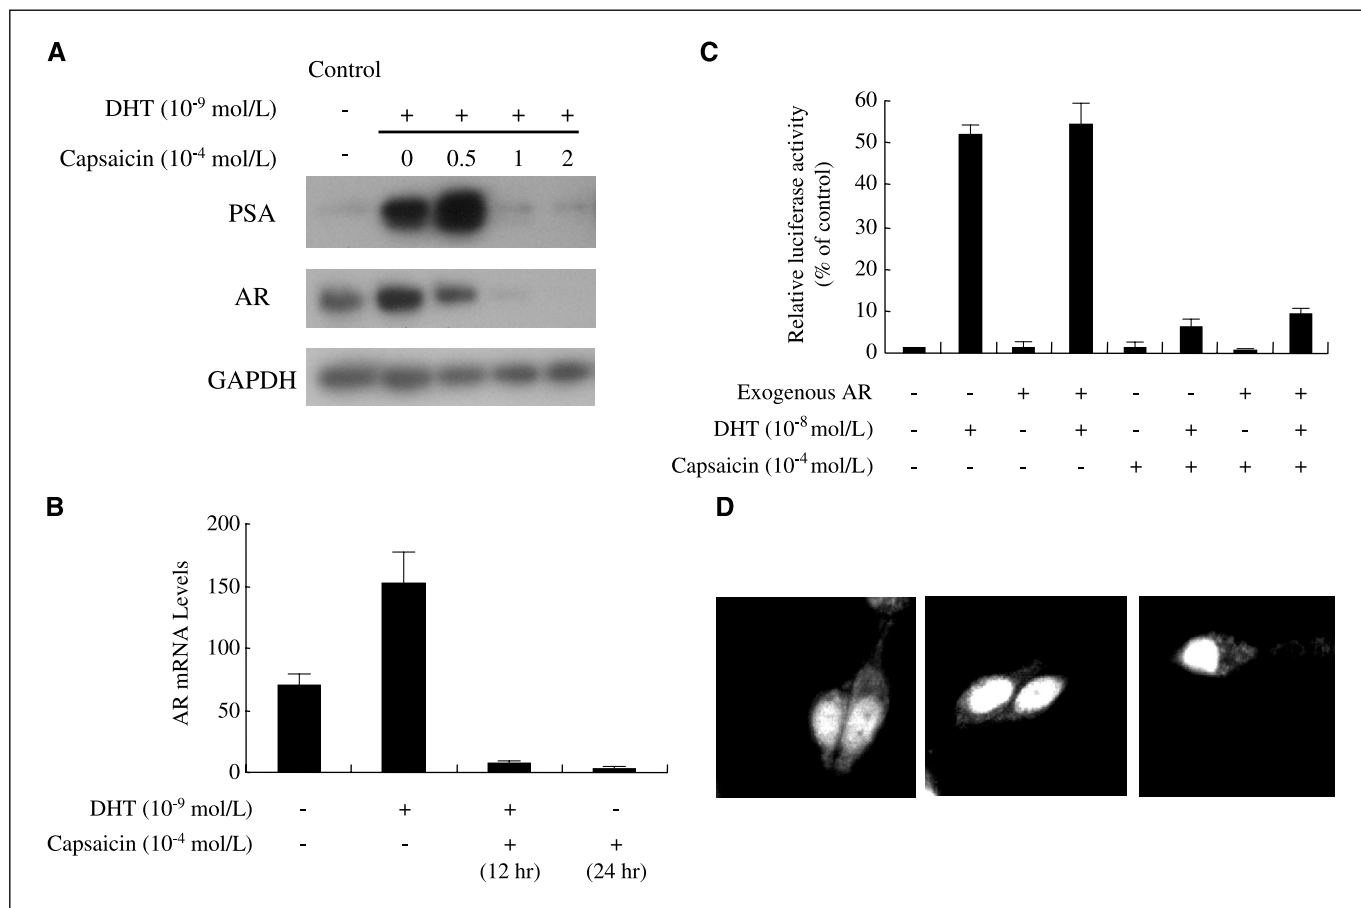 A
Control
DHT (10⁻⁹ mol/L) - + + + +
Capsaicin (10⁻⁴ mol/L) - 0 0.5 1 2
PSA
AR
GAPDH
B
AR mRNA Levels
200
150
100
50
0
DHT (10⁻⁹ mol/L) - + + -
Capsaicin (10⁻⁴ mol/L) - - + +
(12 hr) (24 hr)
C
Relative luciferase activity
(% of control)
60
50
40
30
20
10
0
Exogenous AR - - + + - - + +
DHT (10⁻⁸ mol/L) - + - + - + - +
Capsaicin (10⁻⁴ mol/L) - - - - + + + +
D